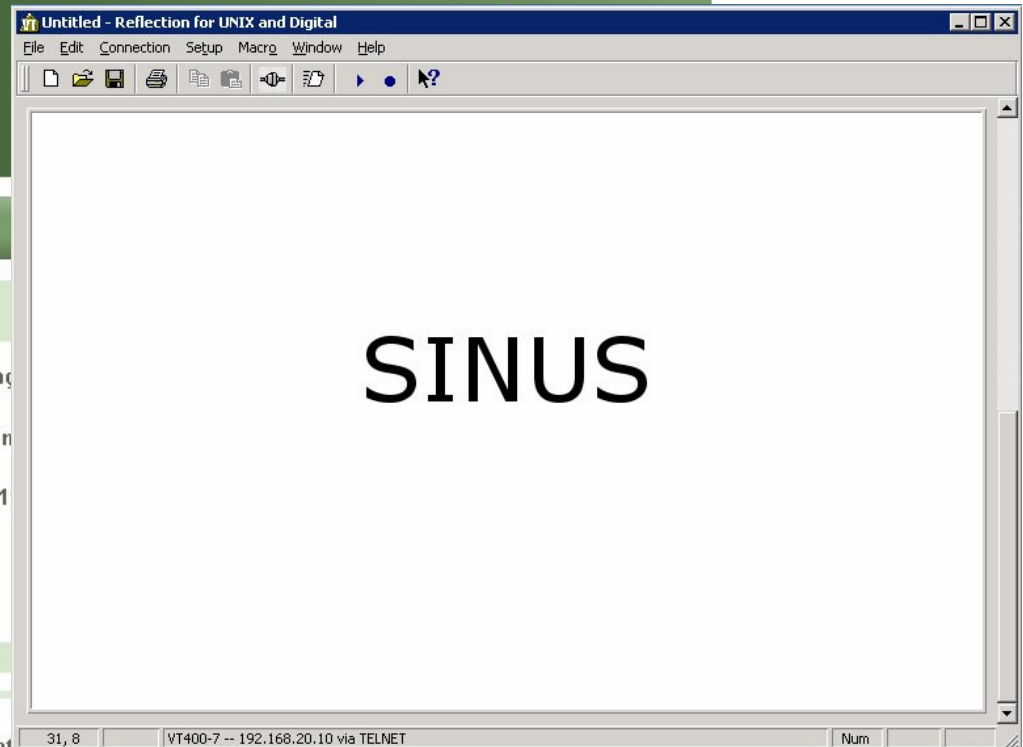 Untitled - Reflection for UNIX and Digital
File Edit Connection Setup Macro Window Help
SINUS
31, 8 VT400-7 -- 192.168.20.10 via TELNET Num